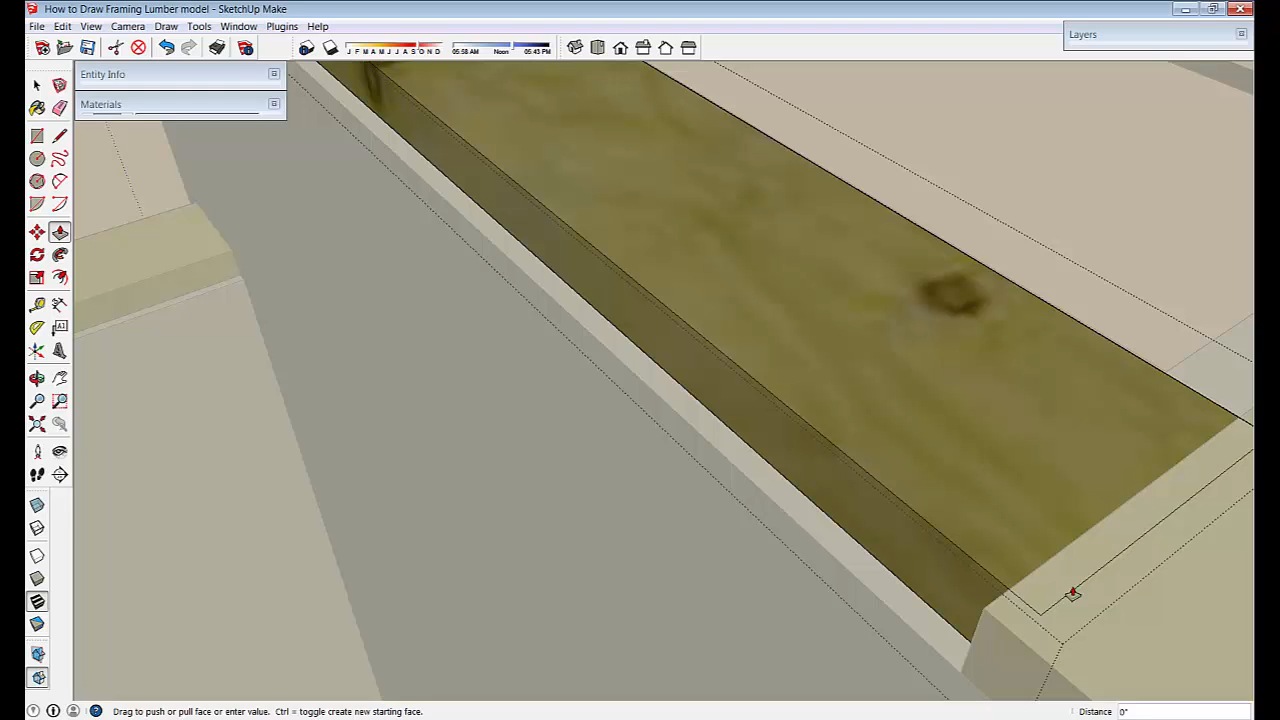 How to Draw Framing Lumber model - SketchUp Make
File Edit View Camera Draw Tools Window Plugins Help
J F M A M J J A S O N D 05:58 AM Noon 05:43 PM
Layers
Entity Info
Materials
A1
Drag to push or pull face or enter value. Ctrl = toggle create new starting face. Distance 0"